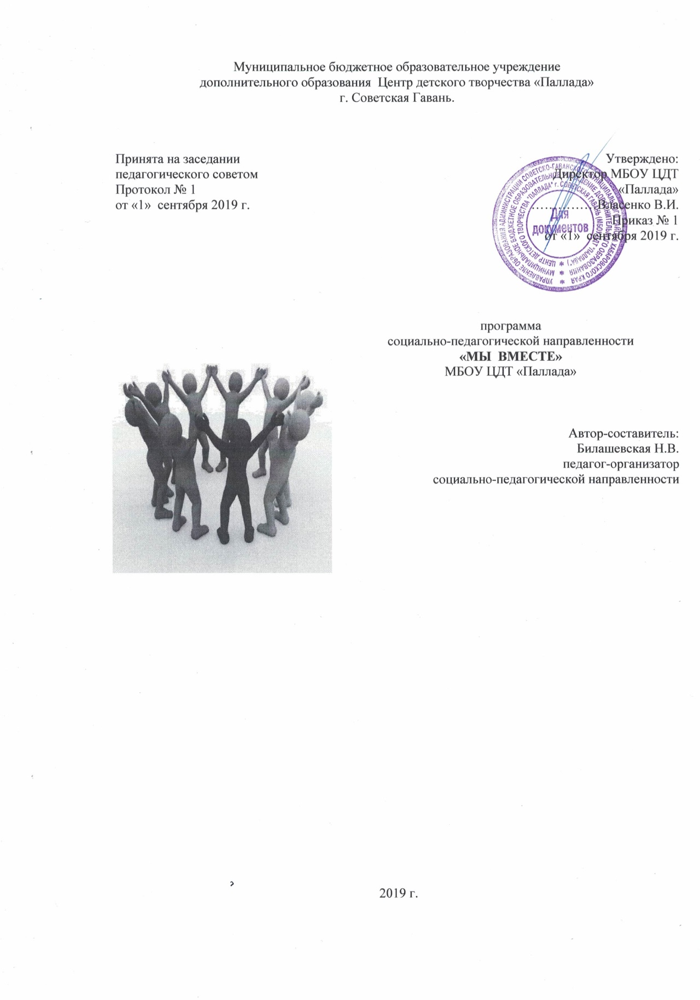 Муниципальное бюджетное образовательное учреждение
дополнительного образования Центр детского творчества «Паллада»
г. Советская Гавань.
Принята на заседании
педагогического советом
Протокол № 1
от «1» сентября 2019 г.
Утверждено:
Директор МБОУ ЦДТ
«Паллада»
……………Власенко В.И.
Приказ № 1
от «1» сентября 2019 г.
УПРАВЛЕНИЕ ОБРАЗОВАНИЯ АДМИНИСТРАЦИИ СОВЕТСКО-ГАВАНСКОГО МУНИЦИПАЛЬНОГО РАЙОНА ХАБАРОВСКОГО КРАЯ
МУНИЦИПАЛЬНОЕ БЮДЖЕТНОЕ ОБРАЗОВАТЕЛЬНОЕ УЧРЕЖДЕНИЕ ДОПОЛНИТЕЛЬНОГО ОБРАЗОВАНИЯ
ЦЕНТР ДЕТСКОГО ТВОРЧЕСТВА "ПАЛЛАДА" г. СОВЕТСКАЯ ГАВАНЬ (МБОУ ЦДТ "ПАЛЛАДА")
Для
документов
программа
социально-педагогической направленности
«МЫ ВМЕСТЕ»
МБОУ ЦДТ «Паллада»
Автор-составитель:
Билашевская Н.В.
педагог-организатор
социально-педагогической направленности
2019 г.